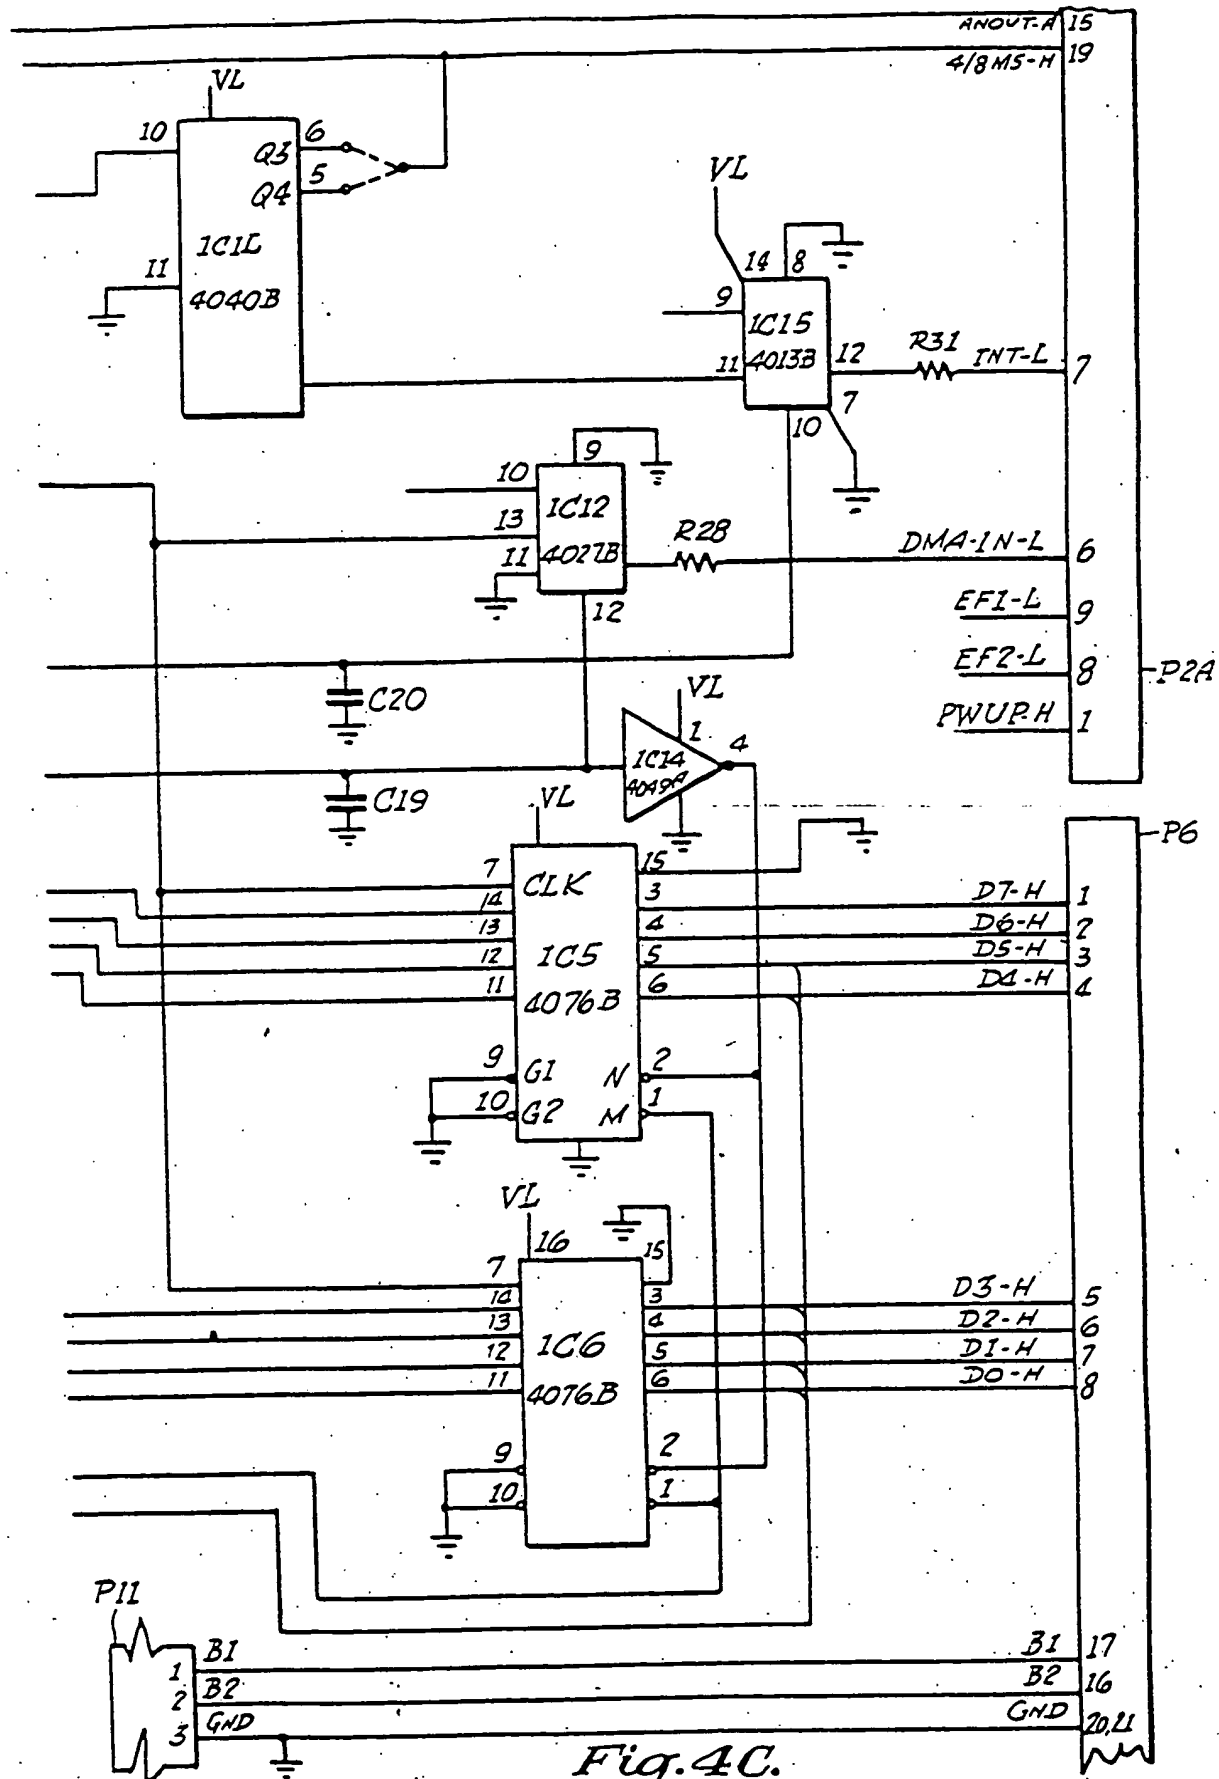 ANOUT-A 15
4/8MS-H 19
VL
10 Q3 6
Q4 5
IC1L
11 4040B
VL
14 8
9 IC15
11 4013B 12 R31 INT-L 7
10 7
9
10 IC12
13 R28 DMA-IN-L 6
11 4027B
12
EF1-L 9
EF2-L 8
P2A
PWUP-H 1
C20
VL
1 4
IC14
4049A
C19
VL
P6
7 CLK 15
14 3 D7-H 1
13 4 D6-H 2
12 IC5 5 D5-H 3
11 4076B 6 D4-H 4
9 G1 N 2
10 G2 M 1
VL
16 15
7
14 3 D3-H 5
13 4 D2-H 6
12 IC6 5 D1-H 7
11 4076B 6 D0-H 8
9 2
10 1
P11
1 B1 B1 17
2 B2 B2 16
3 GND GND 20,21
Fig. 4C.